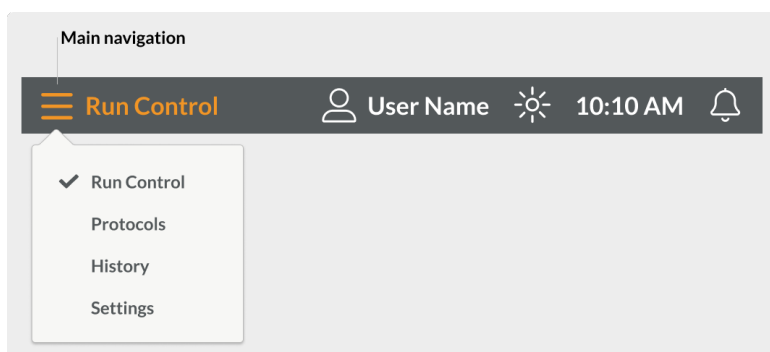 Main navigation
Run Control User Name 10:10 AM
Run Control
Protocols
History
Settings